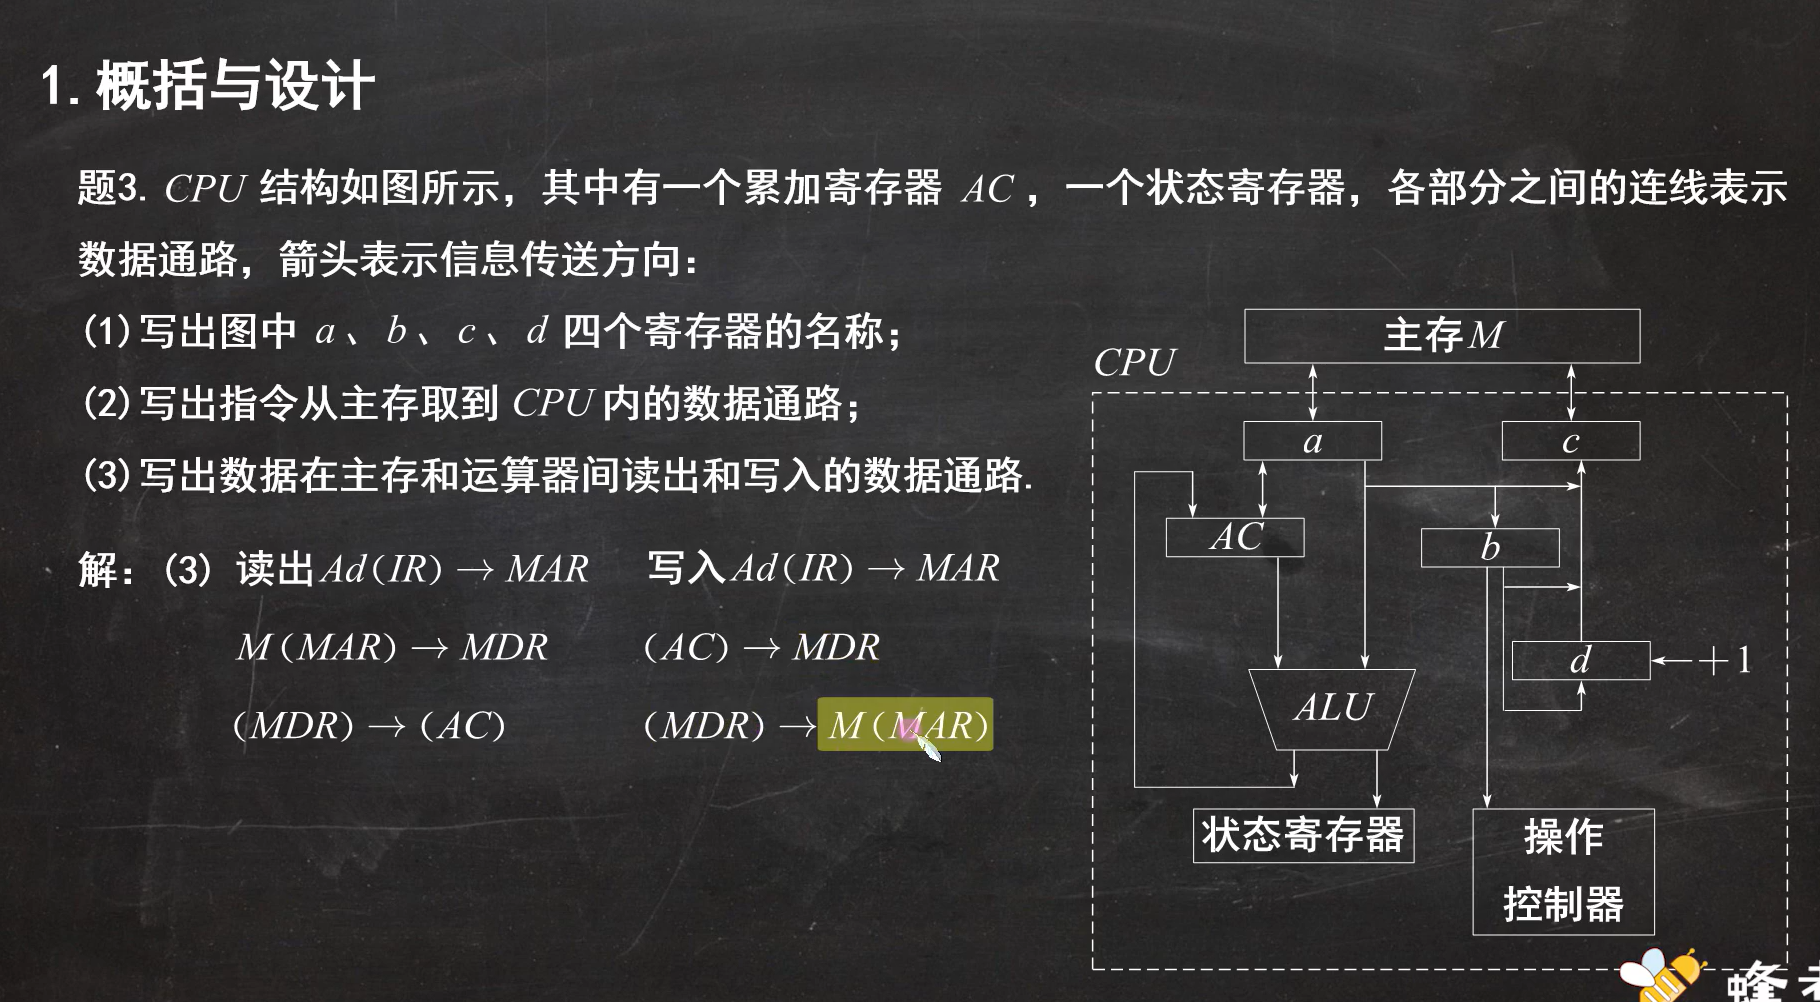 1. 概括与设计
题3. CPU 结构如图所示，其中有一个累加寄存器 AC，一个状态寄存器，各部分之间的连线表示
数据通路，箭头表示信息传送方向：
(1)写出图中 a、b、c、d 四个寄存器的名称；
(2)写出指令从主存取到 CPU 内的数据通路；
(3)写出数据在主存和运算器间读出和写入的数据通路.
解：(3) 读出 Ad(IR) → MAR 写入 Ad(IR) → MAR
M(MAR) → MDR (AC) → MDR
(MDR) → (AC) (MDR) → M(MAR)
主存M
CPU
a
c
AC
b
d
+1
ALU
状态寄存器
操作
控制器
蜂